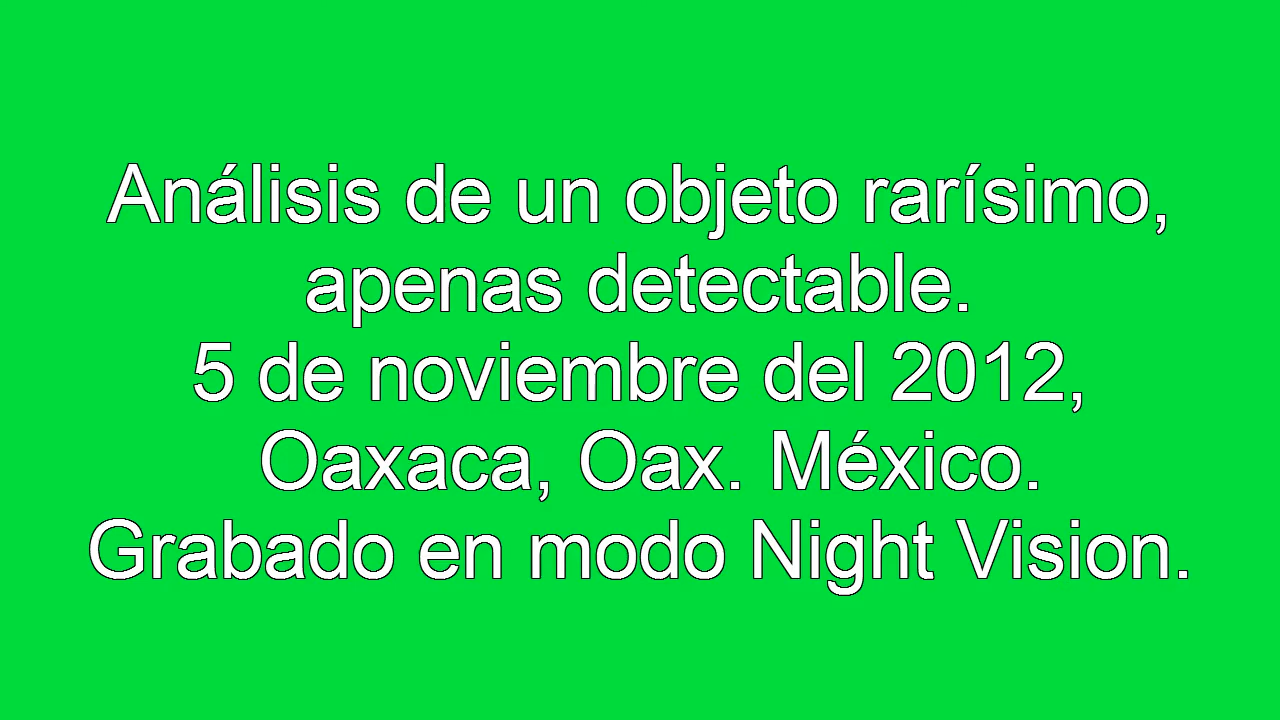 Análisis de un objeto rarísimo,
apenas detectable.
5 de noviembre del 2012,
Oaxaca, Oax. México.
Grabado en modo Night Vision.